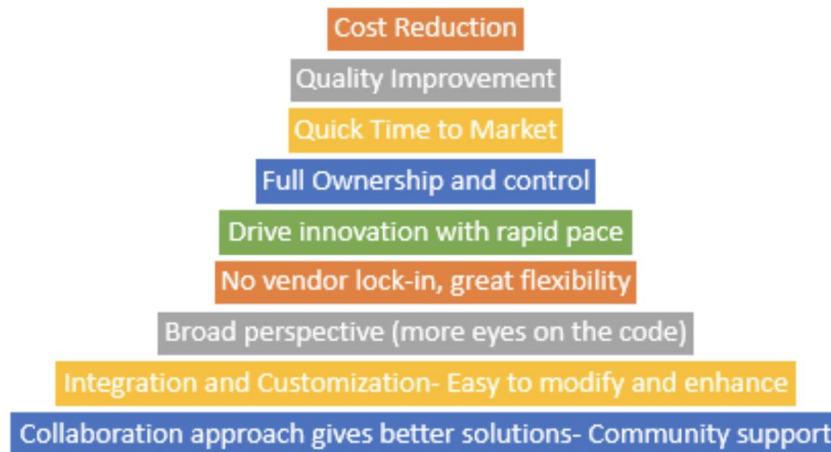 Cost Reduction
Quality Improvement
Quick Time to Market
Full Ownership and control
Drive innovation with rapid pace
No vendor lock-in, great flexibility
Broad perspective (more eyes on the code)
Integration and Customization- Easy to modify and enhance
Collaboration approach gives better solutions- Community support